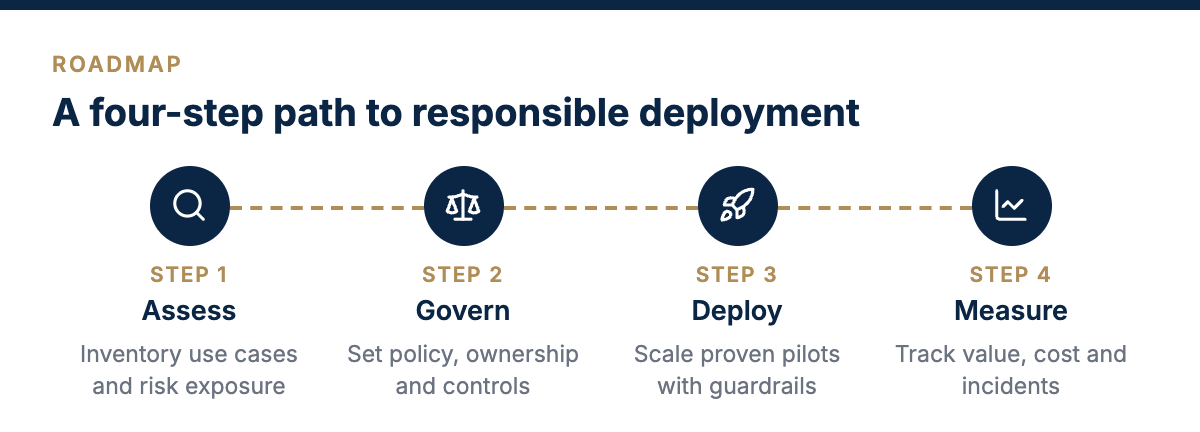 ROADMAP
A four-step path to responsible deployment
STEP 1
Assess
Inventory use cases
and risk exposure
STEP 2
Govern
Set policy, ownership
and controls
STEP 3
Deploy
Scale proven pilots
with guardrails
STEP 4
Measure
Track value, cost and
incidents